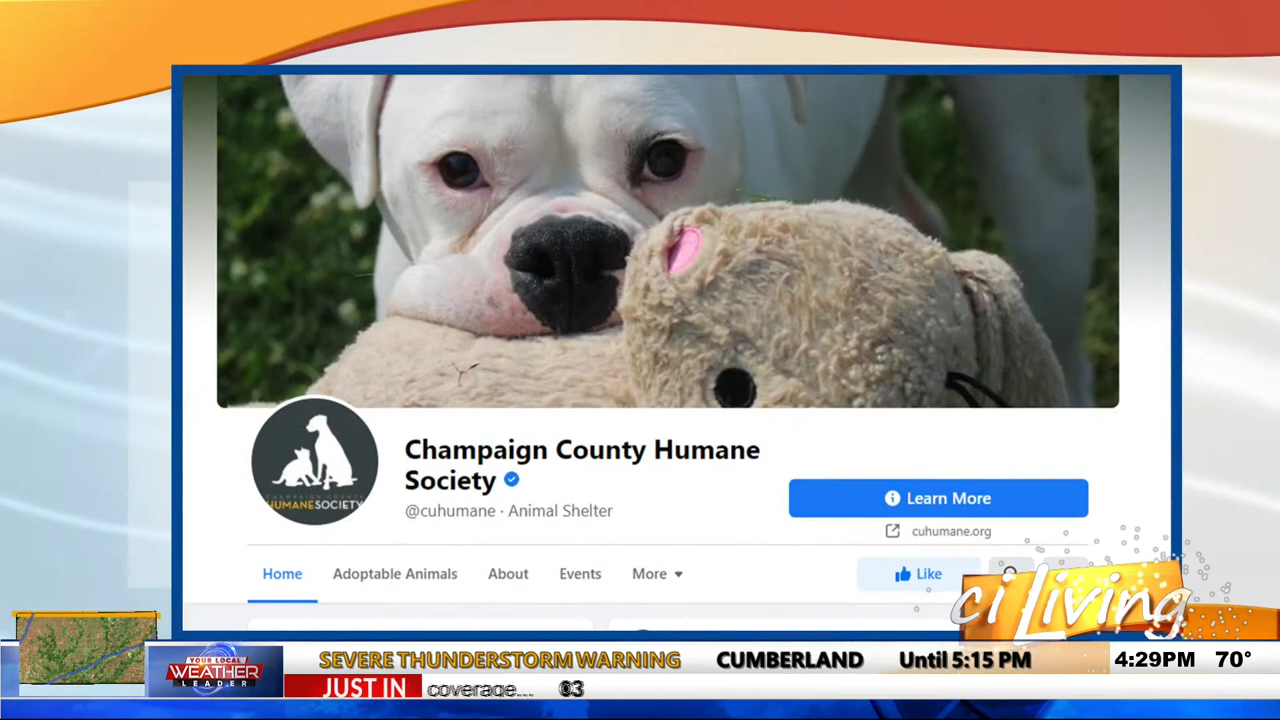 CHAMPAIGN COUNTY
HUMANESOCIETY
Champaign County Humane
Society
@cuhumane · Animal Shelter
Learn More
cuhumane.org
Home Adoptable Animals About Events More
Like
ci Living
YOUR LOCAL
WEATHER
LEADER
SEVERE THUNDERSTORM WARNING CUMBERLAND Until 5:15 PM
4:29PM 70°
JUST IN coverage...